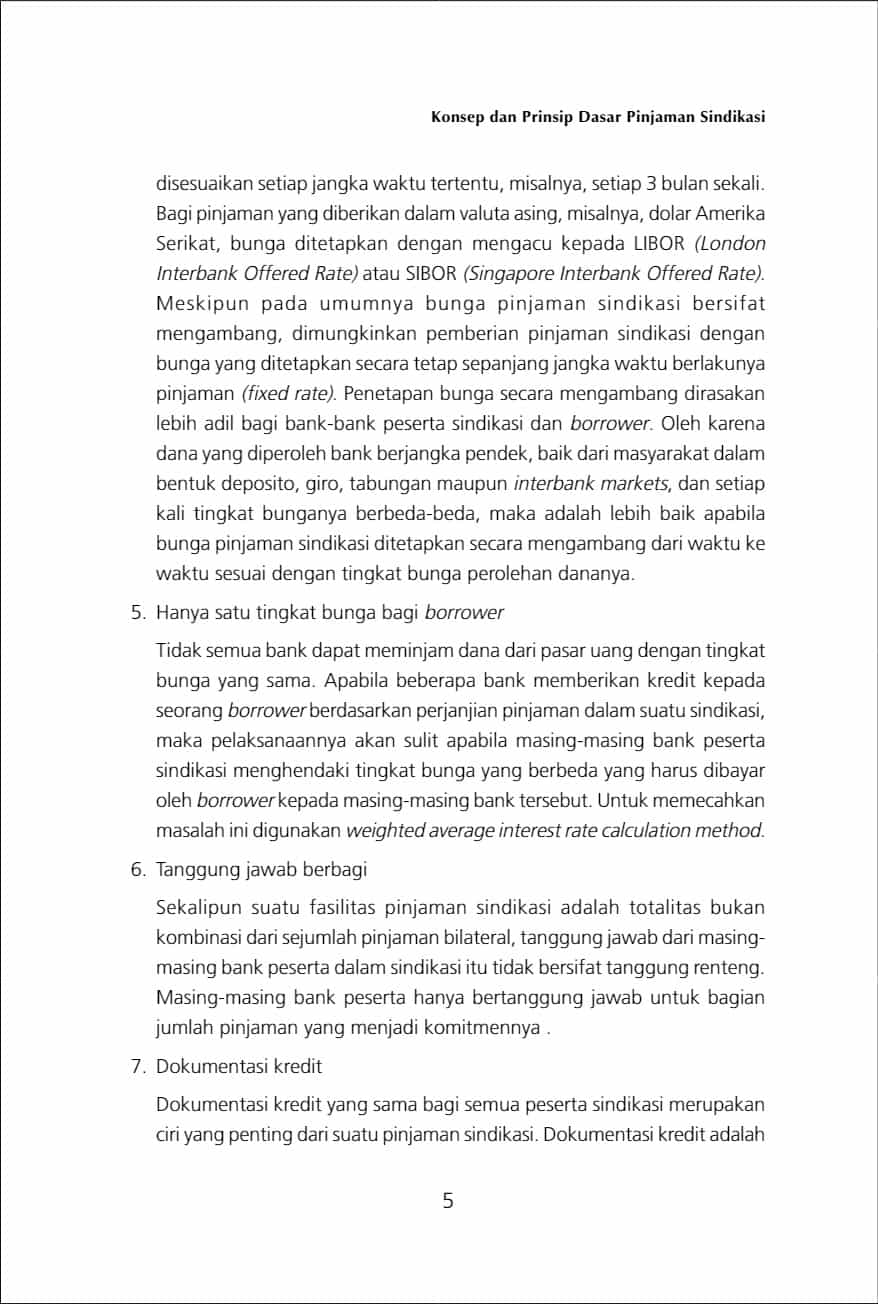 Konsep dan Prinsip Dasar Pinjaman Sindikasi
disesuaikan setiap jangka waktu tertentu, misalnya, setiap 3 bulan sekali.
Bagi pinjaman yang diberikan dalam valuta asing, misalnya, dolar Amerika
Serikat, bunga ditetapkan dengan mengacu kepada LIBOR (London
Interbank Offered Rate) atau SIBOR (Singapore Interbank Offered Rate).
Meskipun pada umumnya bunga pinjaman sindikasi bersifat
mengambang, dimungkinkan pemberian pinjaman sindikasi dengan
bunga yang ditetapkan secara tetap sepanjang jangka waktu berlakunya
pinjaman (fixed rate). Penetapan bunga secara mengambang dirasakan
lebih adil bagi bank-bank peserta sindikasi dan borrower. Oleh karena
dana yang diperoleh bank berjangka pendek, baik dari masyarakat dalam
bentuk deposito, giro, tabungan maupun interbank markets, dan setiap
kali tingkat bunganya berbeda-beda, maka adalah lebih baik apabila
bunga pinjaman sindikasi ditetapkan secara mengambang dari waktu ke
waktu sesuai dengan tingkat bunga perolehan dananya.
5. Hanya satu tingkat bunga bagi borrower
Tidak semua bank dapat meminjam dana dari pasar uang dengan tingkat
bunga yang sama. Apabila beberapa bank memberikan kredit kepada
seorang borrower berdasarkan perjanjian pinjaman dalam suatu sindikasi,
maka pelaksanaannya akan sulit apabila masing-masing bank peserta
sindikasi menghendaki tingkat bunga yang berbeda yang harus dibayar
oleh borrower kepada masing-masing bank tersebut. Untuk memecahkan
masalah ini digunakan weighted average interest rate calculation method.
6. Tanggung jawab berbagi
Sekalipun suatu fasilitas pinjaman sindikasi adalah totalitas bukan
kombinasi dari sejumlah pinjaman bilateral, tanggung jawab dari masing-
masing bank peserta dalam sindikasi itu tidak bersifat tanggung renteng.
Masing-masing bank peserta hanya bertanggung jawab untuk bagian
jumlah pinjaman yang menjadi komitmennya .
7. Dokumentasi kredit
Dokumentasi kredit yang sama bagi semua peserta sindikasi merupakan
ciri yang penting dari suatu pinjaman sindikasi. Dokumentasi kredit adalah
5